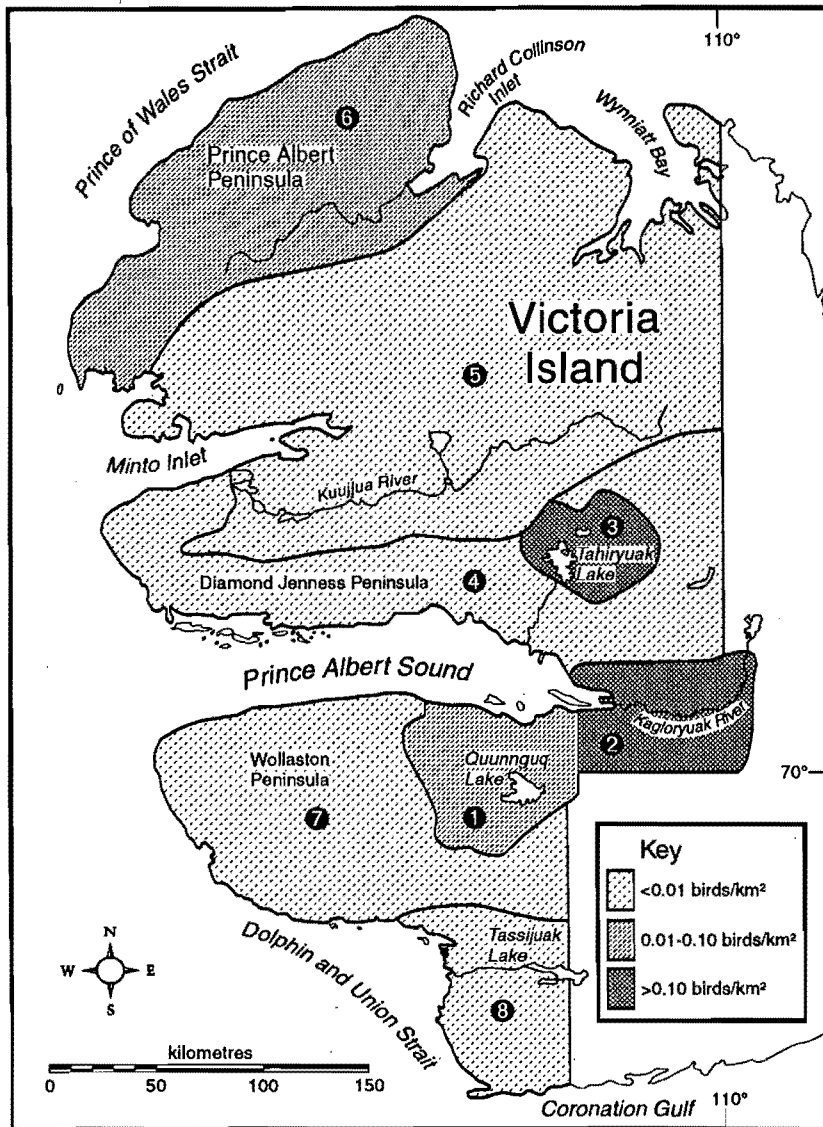 110°
Prince of Wales Strait
Richard Collinson
Inlet
Wynniatt Bay
6
Prince Albert
Peninsula
Victoria
Island
5
Minto Inlet
Kuujjua River
3
Tahiryuak
Lake
4
Diamond Jenness Peninsula
Prince Albert Sound
Kagloryuak River
2
Wollaston
Peninsula
Quunnguq
Lake
70°
7
1
Key
<0.01 birds/km²
0.01-0.10 birds/km²
>0.10 birds/km²
Tassijuak
Lake
Dolphin and Union Strait
N
W
E
S
8
kilometres
0 50 100 150
Coronation Gulf
110°